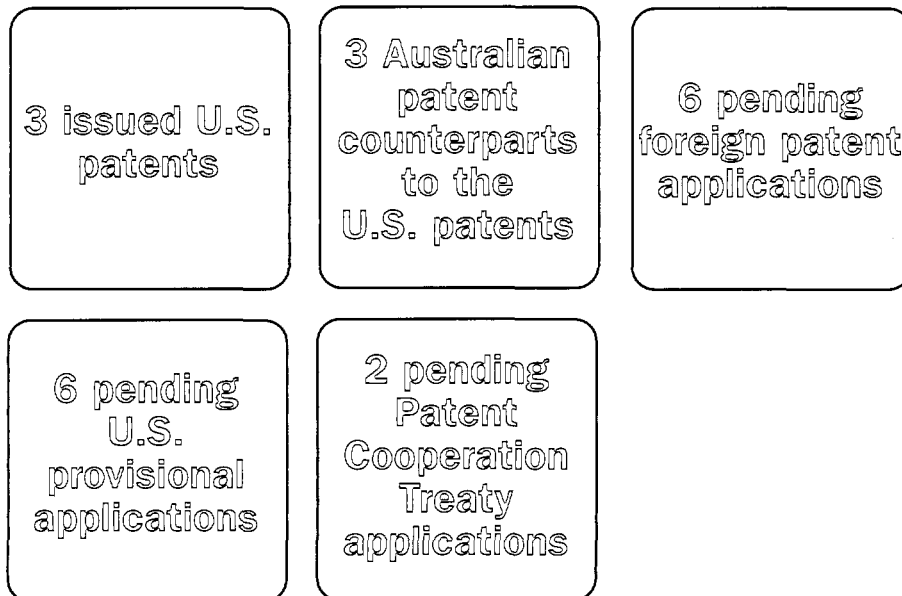 3 issued U.S.
patents
3 Australian
patent
counterparts
to the
U.S. patents
6 pending
foreign patent
applications
6 pending
U.S.
provisional
applications
2 pending
Patent
Cooperation
Treaty
applications